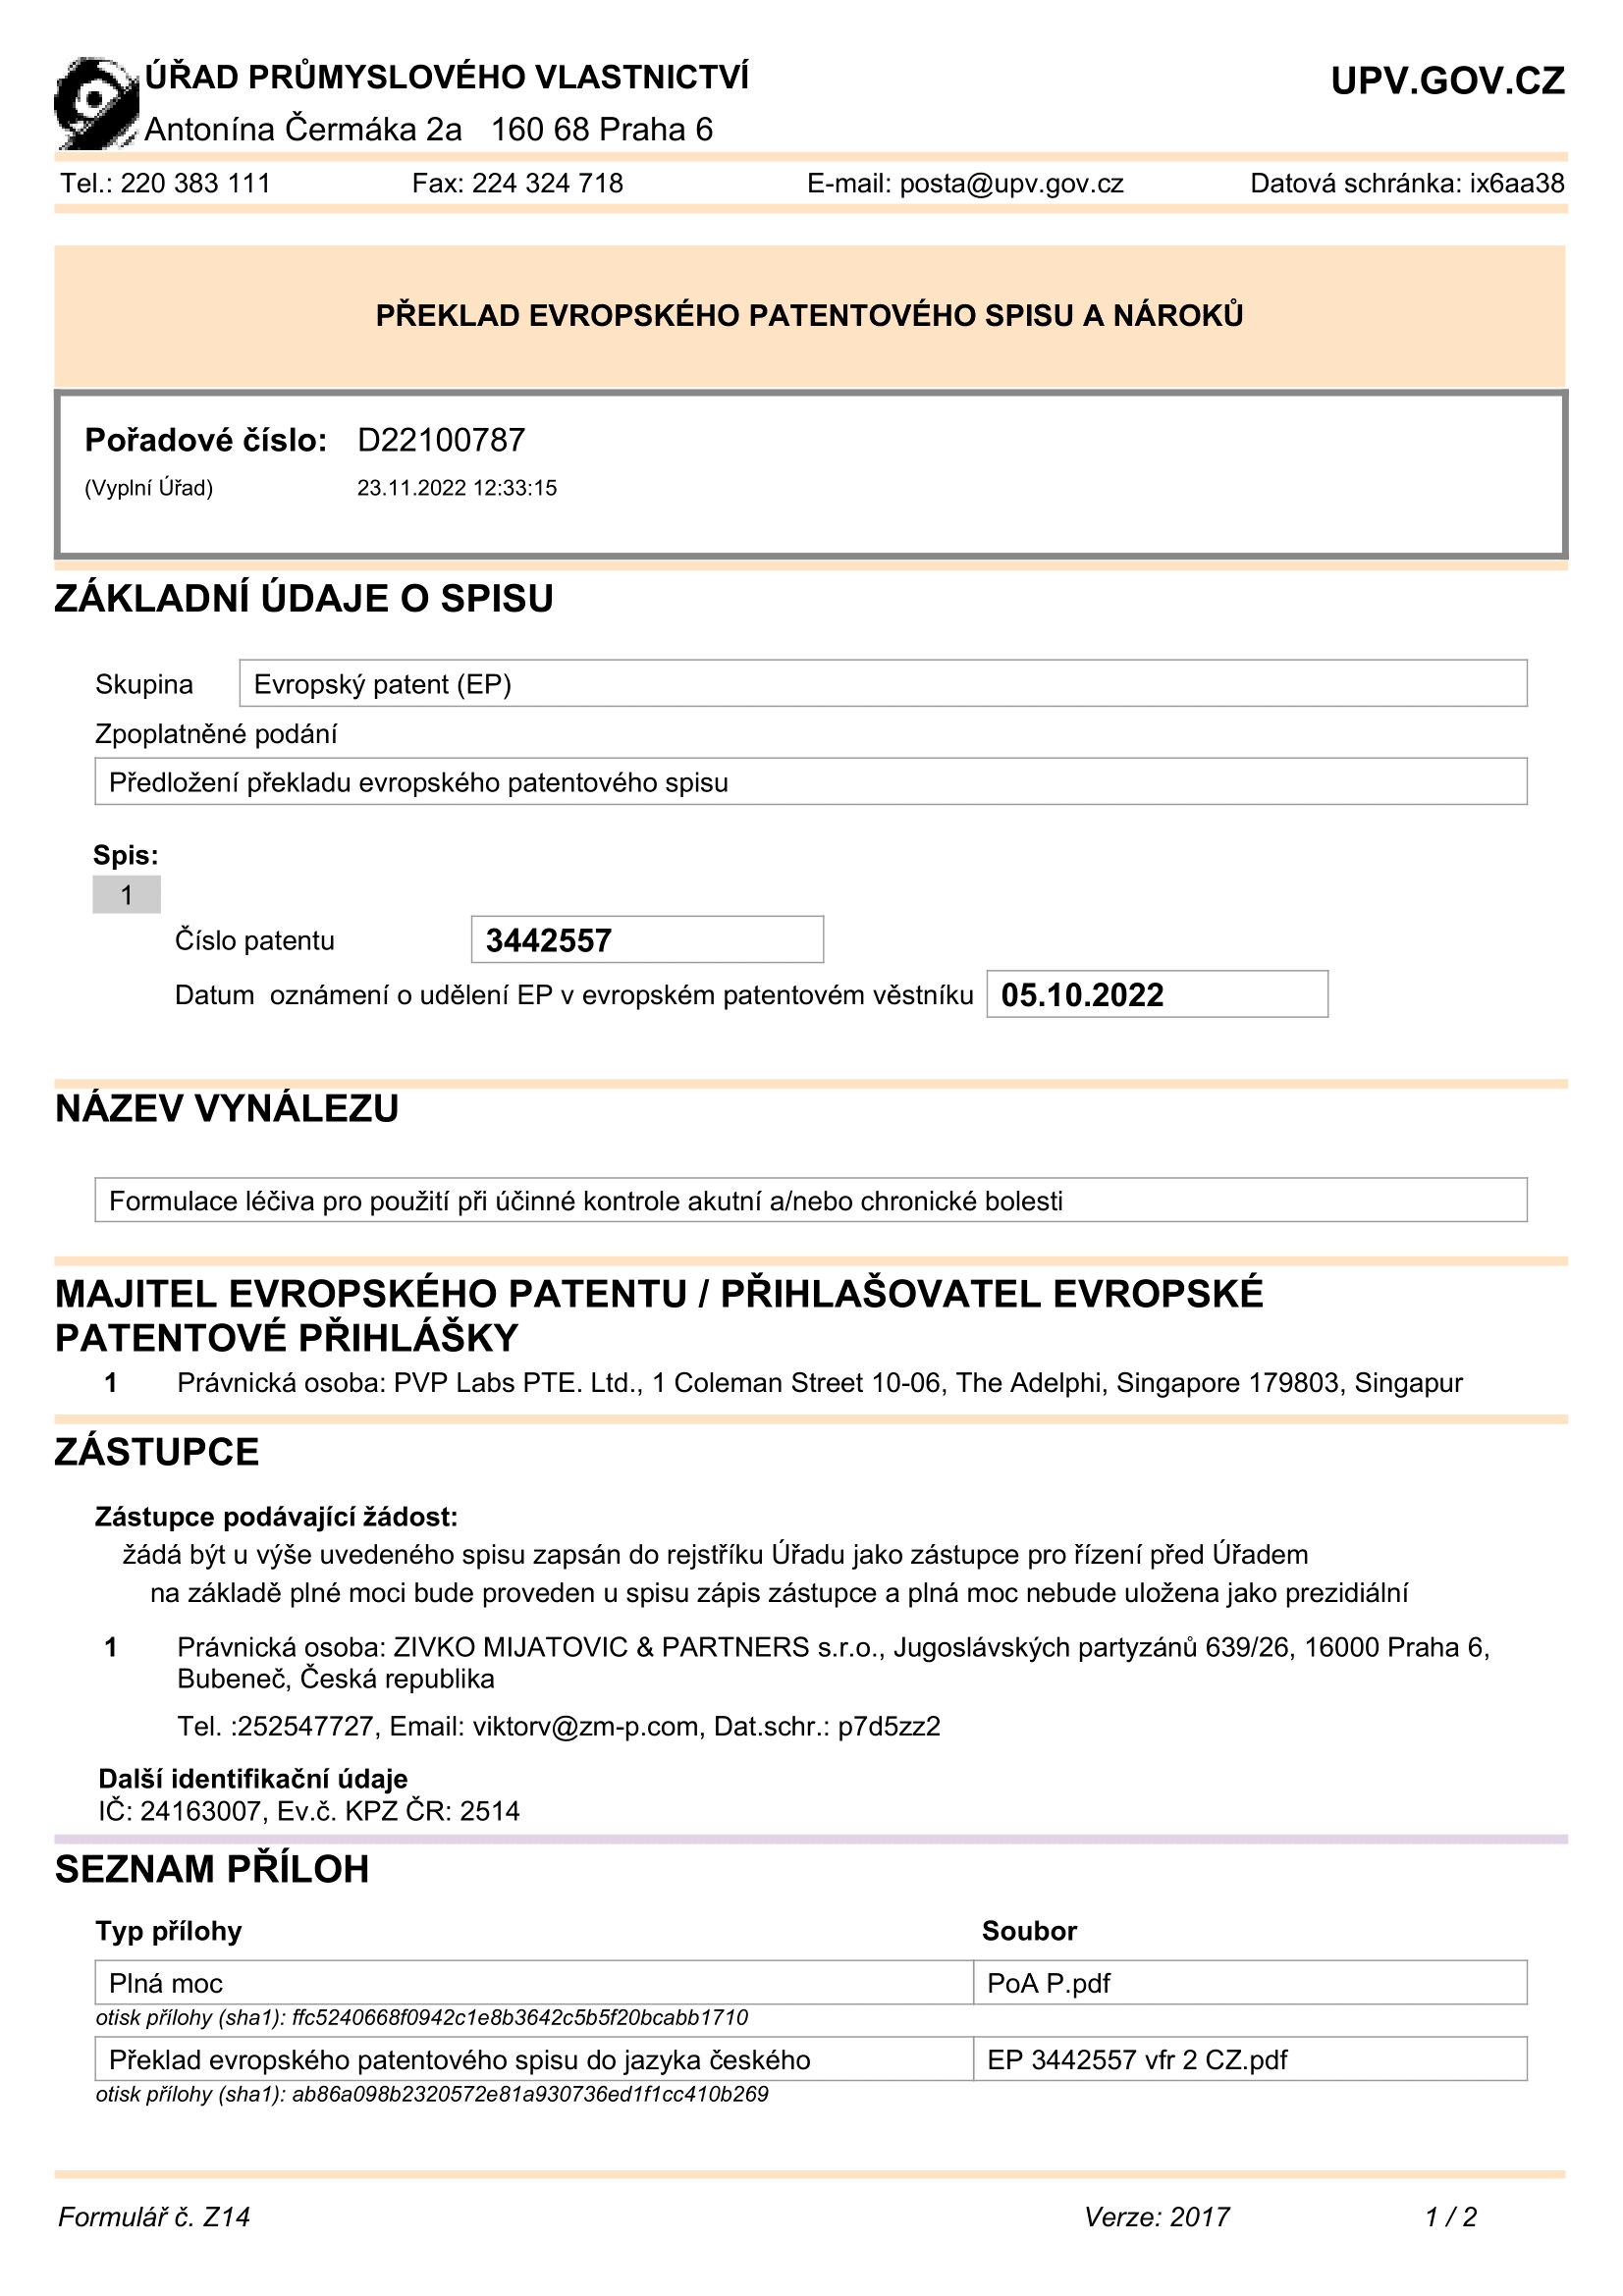 ÚŘAD PRŮMYSLOVÉHO VLASTNICTVÍ
UPV.GOV.CZ
Antonína Čermáka 2a 160 68 Praha 6
Tel.: 220 383 111 Fax: 224 324 718 E-mail: posta@upv.gov.cz Datová schránka: ix6aa38
PŘEKLAD EVROPSKÉHO PATENTOVÉHO SPISU A NÁROKŮ
Pořadové číslo: D22100787
(Vyplní Úřad) 23.11.2022 12:33:15
ZÁKLADNÍ ÚDAJE O SPISU
Skupina Evropský patent (EP)
Zpoplatněné podání
Předložení překladu evropského patentového spisu
Spis:
1
Číslo patentu 3442557
Datum oznámení o udělení EP v evropském patentovém věstníku 05.10.2022
NÁZEV VYNÁLEZU
Formulace léčiva pro použití při účinné kontrole akutní a/nebo chronické bolesti
MAJITEL EVROPSKÉHO PATENTU / PŘIHLAŠOVATEL EVROPSKÉ
PATENTOVÉ PŘIHLÁŠKY
1 Právnická osoba: PVP Labs PTE. Ltd., 1 Coleman Street 10-06, The Adelphi, Singapore 179803, Singapur
ZÁSTUPCE
Zástupce podávající žádost:
žádá být u výše uvedeného spisu zapsán do rejstříku Úřadu jako zástupce pro řízení před Úřadem
na základě plné moci bude proveden u spisu zápis zástupce a plná moc nebude uložena jako prezidiální
1 Právnická osoba: ZIVKO MIJATOVIC & PARTNERS s.r.o., Jugoslávských partyzánů 639/26, 16000 Praha 6,
Bubeneč, Česká republika
Tel. :252547727, Email: viktorv@zm-p.com, Dat.schr.: p7d5zz2
Další identifikační údaje
IČ: 24163007, Ev.č. KPZ ČR: 2514
SEZNAM PŘÍLOH
Typ přílohy Soubor
Plná moc PoA P.pdf
otisk přílohy (sha1): ffc5240668f0942c1e8b3642c5b5f20bcabb1710
Překlad evropského patentového spisu do jazyka českého EP 3442557 vfr 2 CZ.pdf
otisk přílohy (sha1): ab86a098b2320572e81a930736ed1f1cc410b269
Formulář č. Z14 Verze: 2017 1 / 2